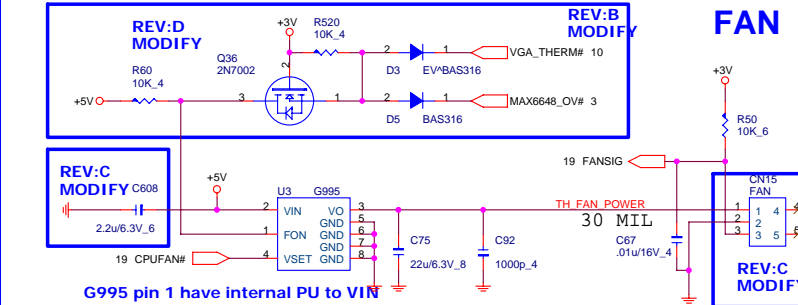 REV:D
MODIFY
+3V
R520
10K_4
REV:B
MODIFY
FAN
Q36
2N7002
2
2
1
VGA_THERM# 10
D3
EV^BAS316
R60
10K_4
+5V
3
1
2
1
MAX6648_OV# 3
D5
BAS316
+3V
R50
10K_6
19 FANSIG
REV:C
MODIFY
C608
2.2u/6.3V_6
+5V
U3
G995
2
VIN
VO
3
GND
5
1
FON
GND
6
GND
7
4
VSET
GND
8
19 CPUFAN#
C75
22u/6.3V_8
C92
1000p_4
TH_FAN_POWER
30 MIL
C67
.01u/16V_4
CN15
FAN
1
1
4
4
2
2
3
3
5
REV:C
MODIFY
G995 pin 1 have internal PU to VIN